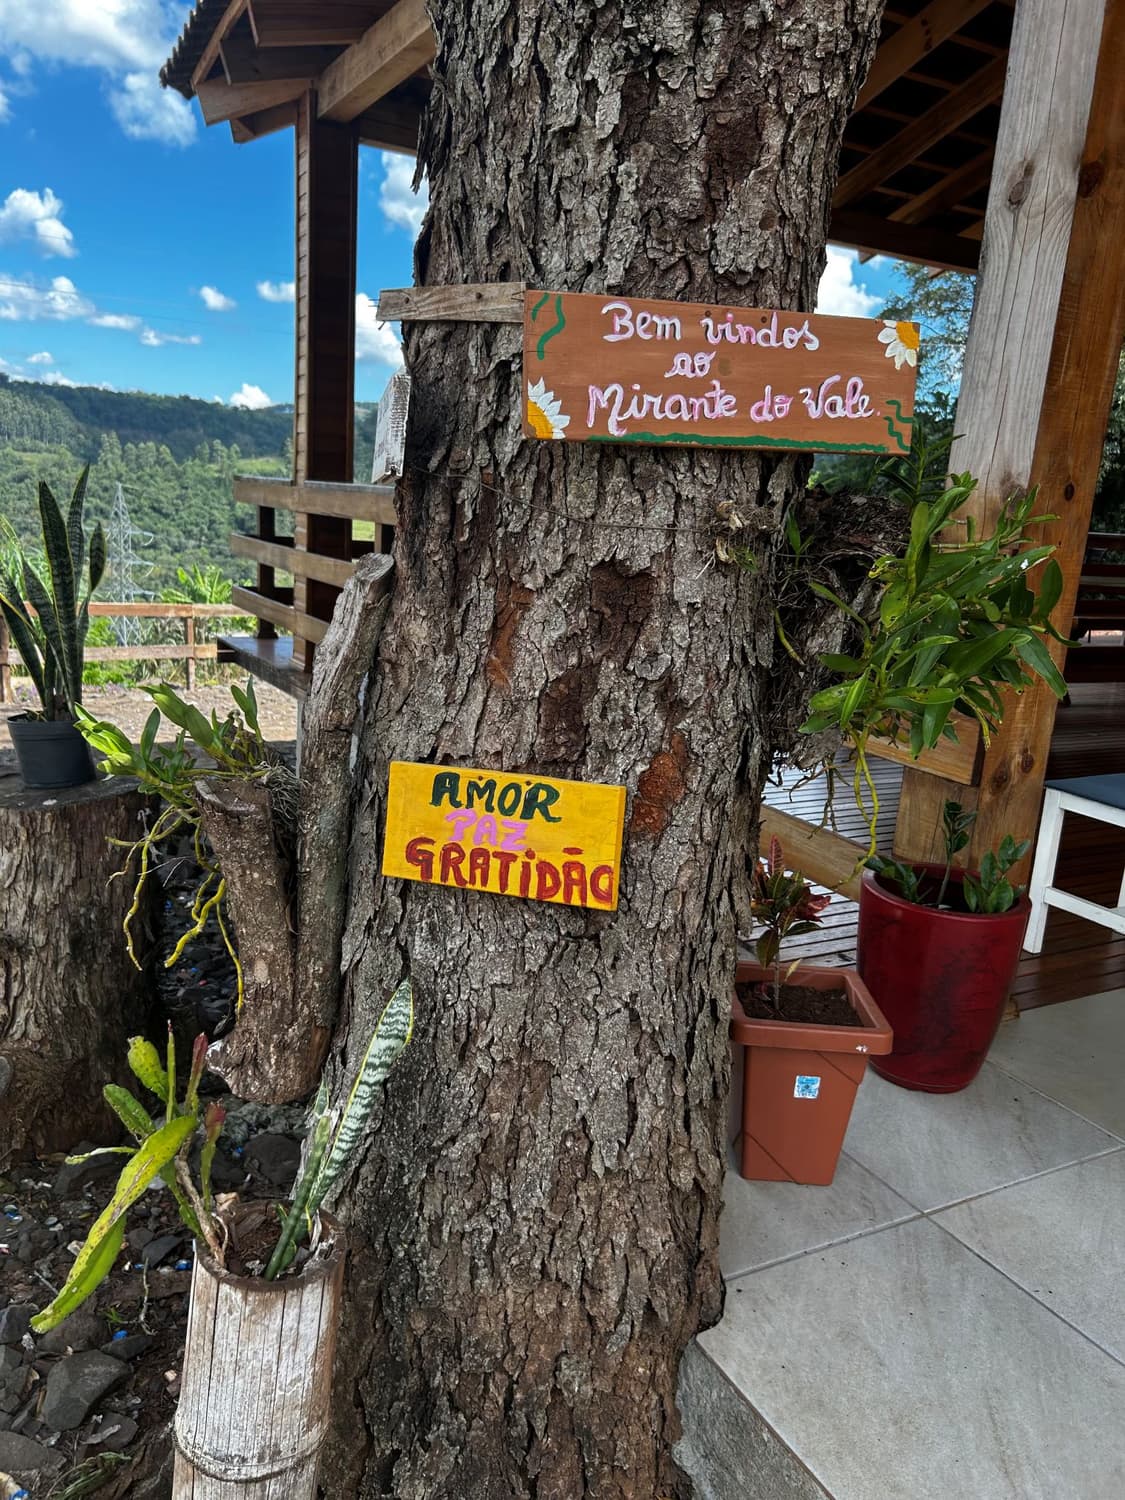 Bem vindos
ao
Mirante do Vale.
AMOR
PAZ
GRATiDÃO